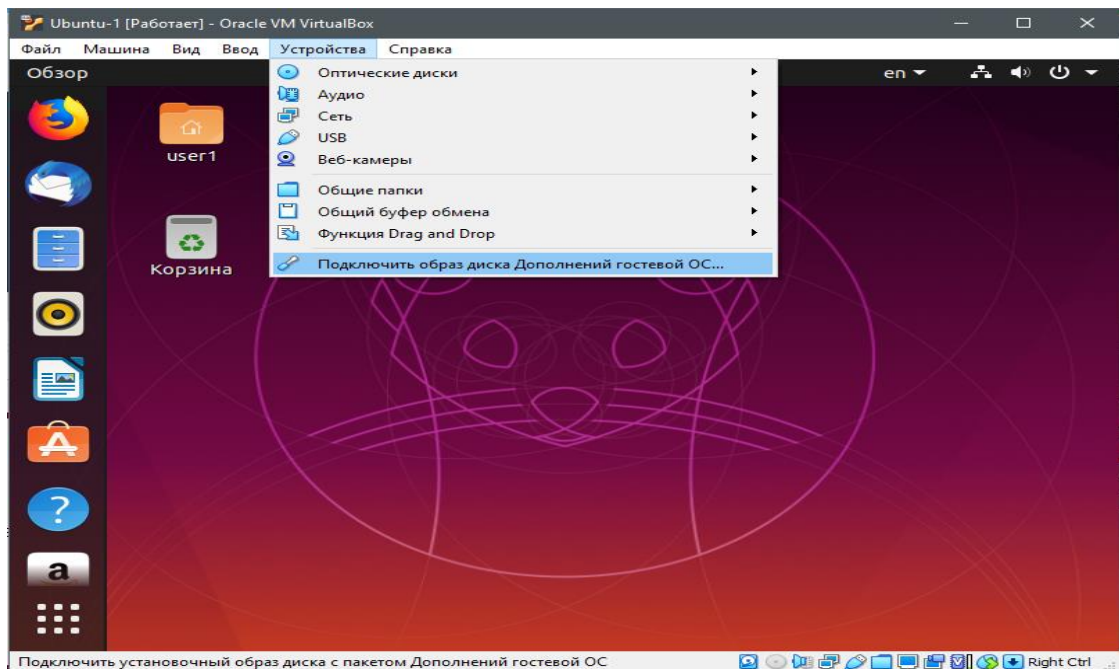 Ubuntu-1 [Работает] - Oracle VM VirtualBox
Файл Машина Вид Ввод Устройства Справка
Обзор
en
Оптические диски
Аудио
Сеть
USB
Веб-камеры
Общие папки
Общий буфер обмена
Функция Drag and Drop
Подключить образ диска Дополнений гостевой ОС...
user1
Корзина
?
a
Подключить установочный образ диска с пакетом Дополнений гостевой ОС
Right Ctrl